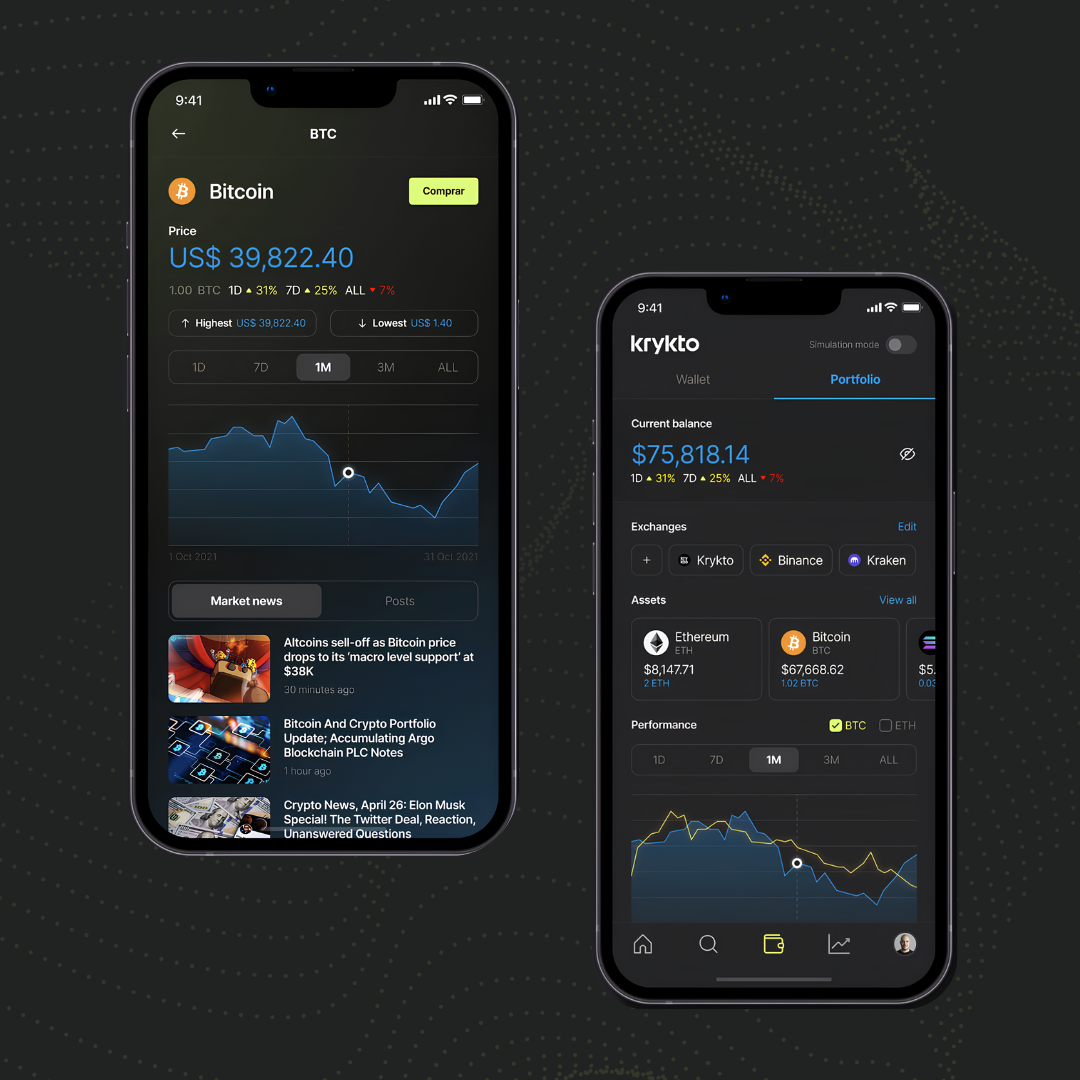 9:41
BTC
Bitcoin
Comprar
Price
US$ 39,822.40
1.00 BTC 1D 31% 7D 25% ALL 7%
Highest US$ 39,822.40
Lowest US$ 1.40
1D 7D 1M 3M ALL
1 Oct 2021
31 Oct 2021
Market news
Posts
Altcoins sell-off as Bitcoin price
drops to its ‘macro level support’ at
$38K
30 minutes ago
Bitcoin And Crypto Portfolio
Update; Accumulating Argo
Blockchain PLC Notes
1 hour ago
Crypto News, April 26: Elon Musk
Special! The Twitter Deal, Reaction,
Unanswered Questions
9:41
krykto
Simulation mode
Wallet
Portfolio
Current balance
$75,818.14
1D 31% 7D 25% ALL 7%
Exchanges
Edit
+
Krykto
Binance
Kraken
Assets
View all
Ethereum
ETH
$8,147.71
2 ETH
Bitcoin
BTC
$67,668.62
1.02 BTC
$5.
0.03
Performance
BTC
ETH
1D 7D 1M 3M ALL